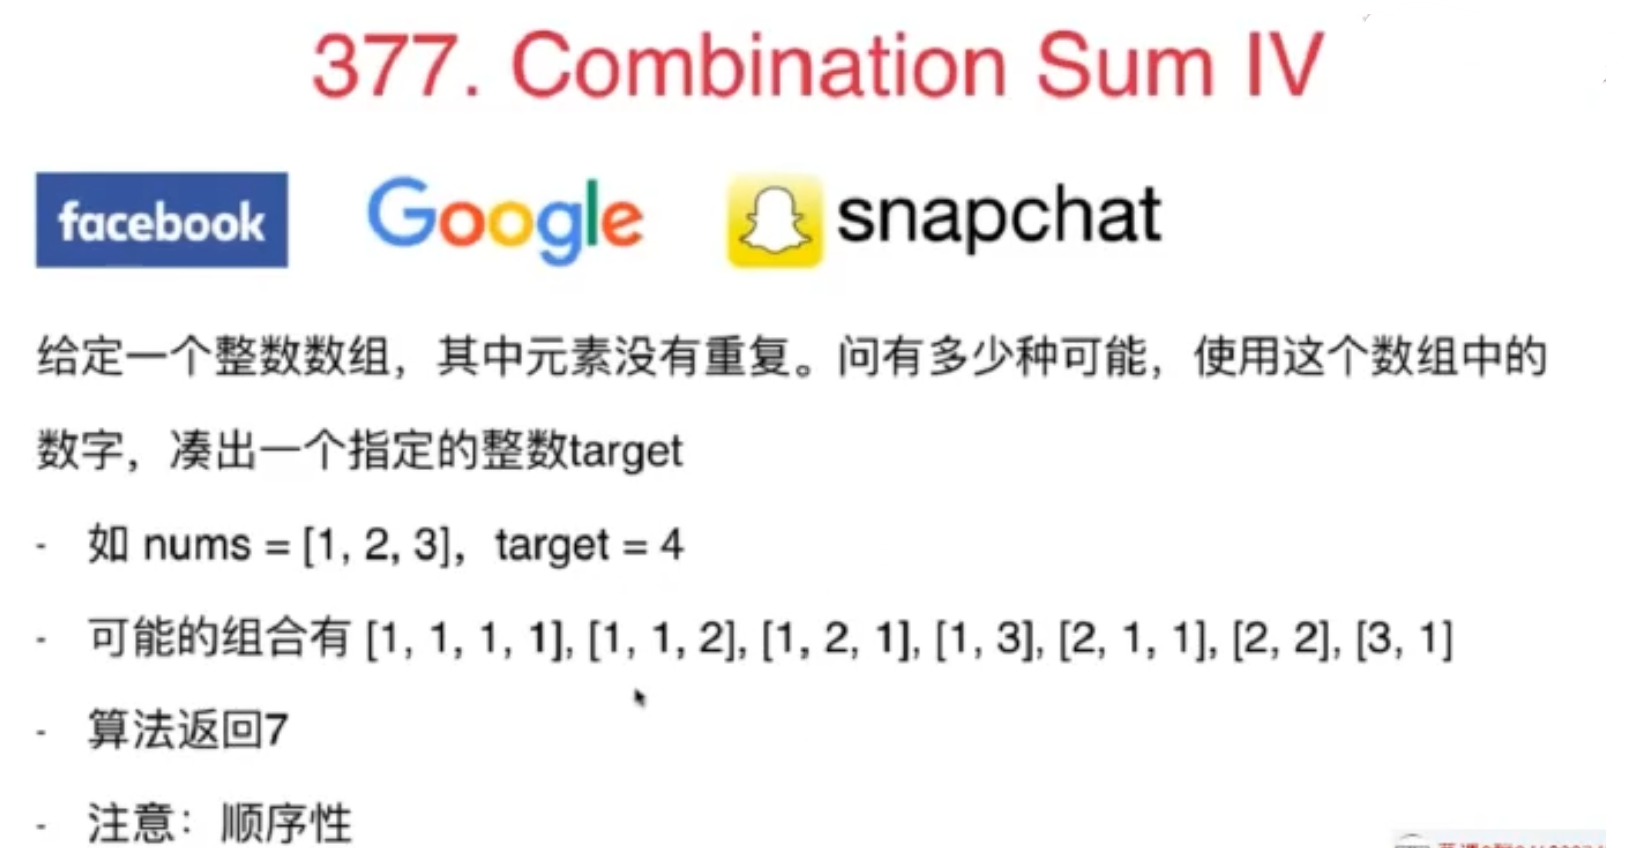 377. Combination Sum IV
facebook Google snapchat
给定一个整数数组，其中元素没有重复。问有多少种可能，使用这个数组中的
数字，凑出一个指定的整数target
- 如 nums = [1, 2, 3]，target = 4
- 可能的组合有 [1, 1, 1, 1], [1, 1, 2], [1, 2, 1], [1, 3], [2, 1, 1], [2, 2], [3, 1]
- 算法返回7
- 注意：顺序性